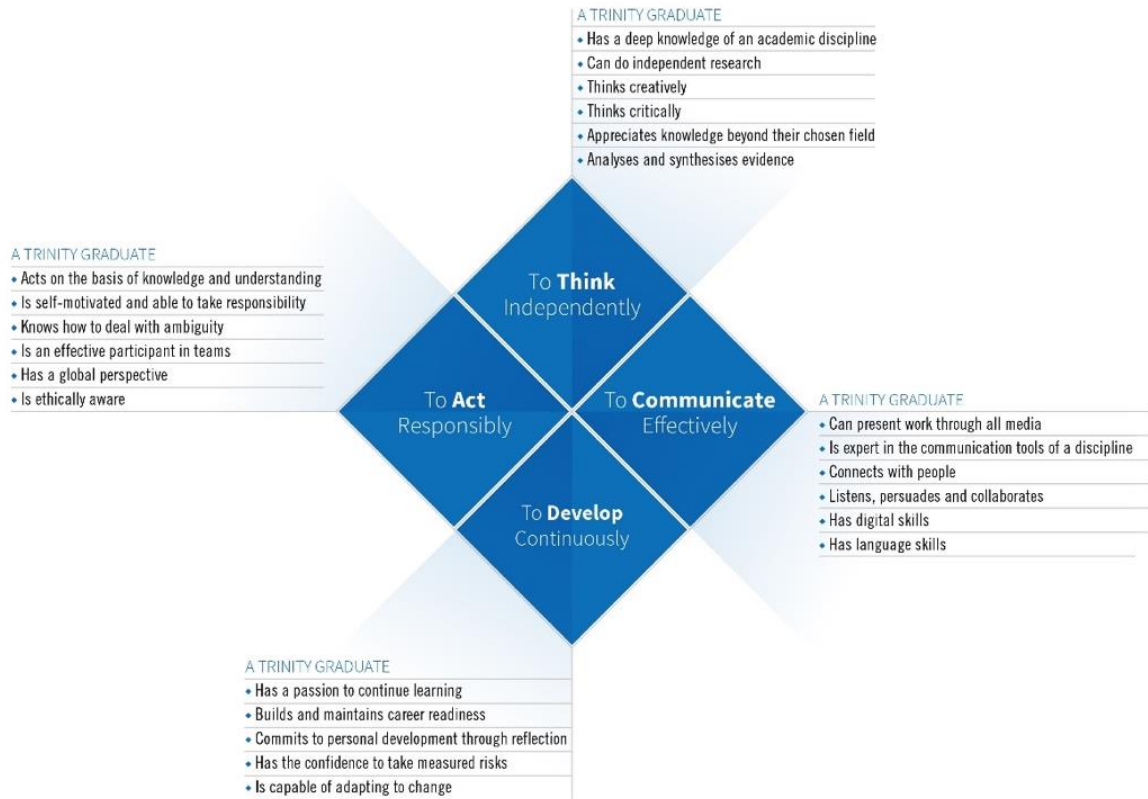 A TRINITY GRADUATE
◆ Has a deep knowledge of an academic discipline
◆ Can do independent research
◆ Thinks creatively
◆ Thinks critically
◆ Appreciates knowledge beyond their chosen field
◆ Analyses and synthesises evidence
A TRINITY GRADUATE
◆ Acts on the basis of knowledge and understanding
◆ Is self-motivated and able to take responsibility
◆ Knows how to deal with ambiguity
◆ Is an effective participant in teams
◆ Has a global perspective
◆ Is ethically aware
To Think
Independently
To Act
Responsibly
To Communicate
Effectively
To Develop
Continuously
A TRINITY GRADUATE
◆ Can present work through all media
◆ Is expert in the communication tools of a discipline
◆ Connects with people
◆ Listens, persuades and collaborates
◆ Has digital skills
◆ Has language skills
A TRINITY GRADUATE
◆ Has a passion to continue learning
◆ Builds and maintains career readiness
◆ Commits to personal development through reflection
◆ Has the confidence to take measured risks
◆ Is capable of adapting to change